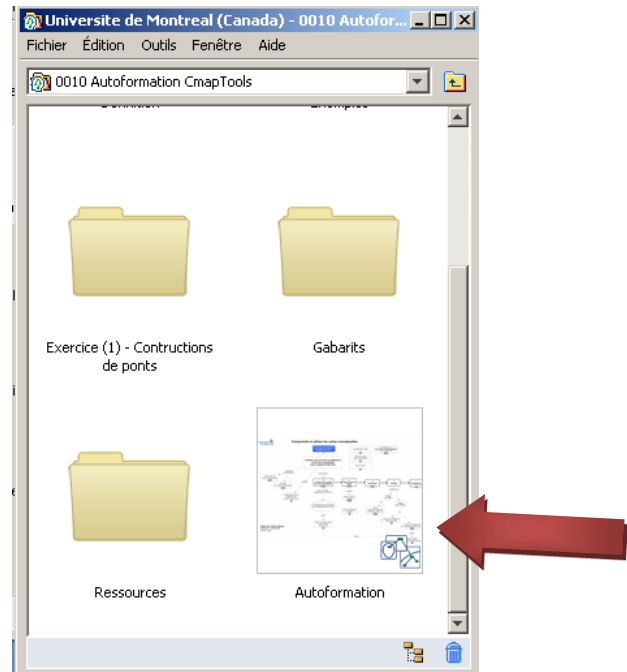 Universite de Montreal (Canada) - 0010 Autofor...
Fichier Édition Outils Fenêtre Aide
0010 Autoformation CmapTools
Exercice (1) - Contructions
de ponts
Gabarits
Ressources
Autoformation